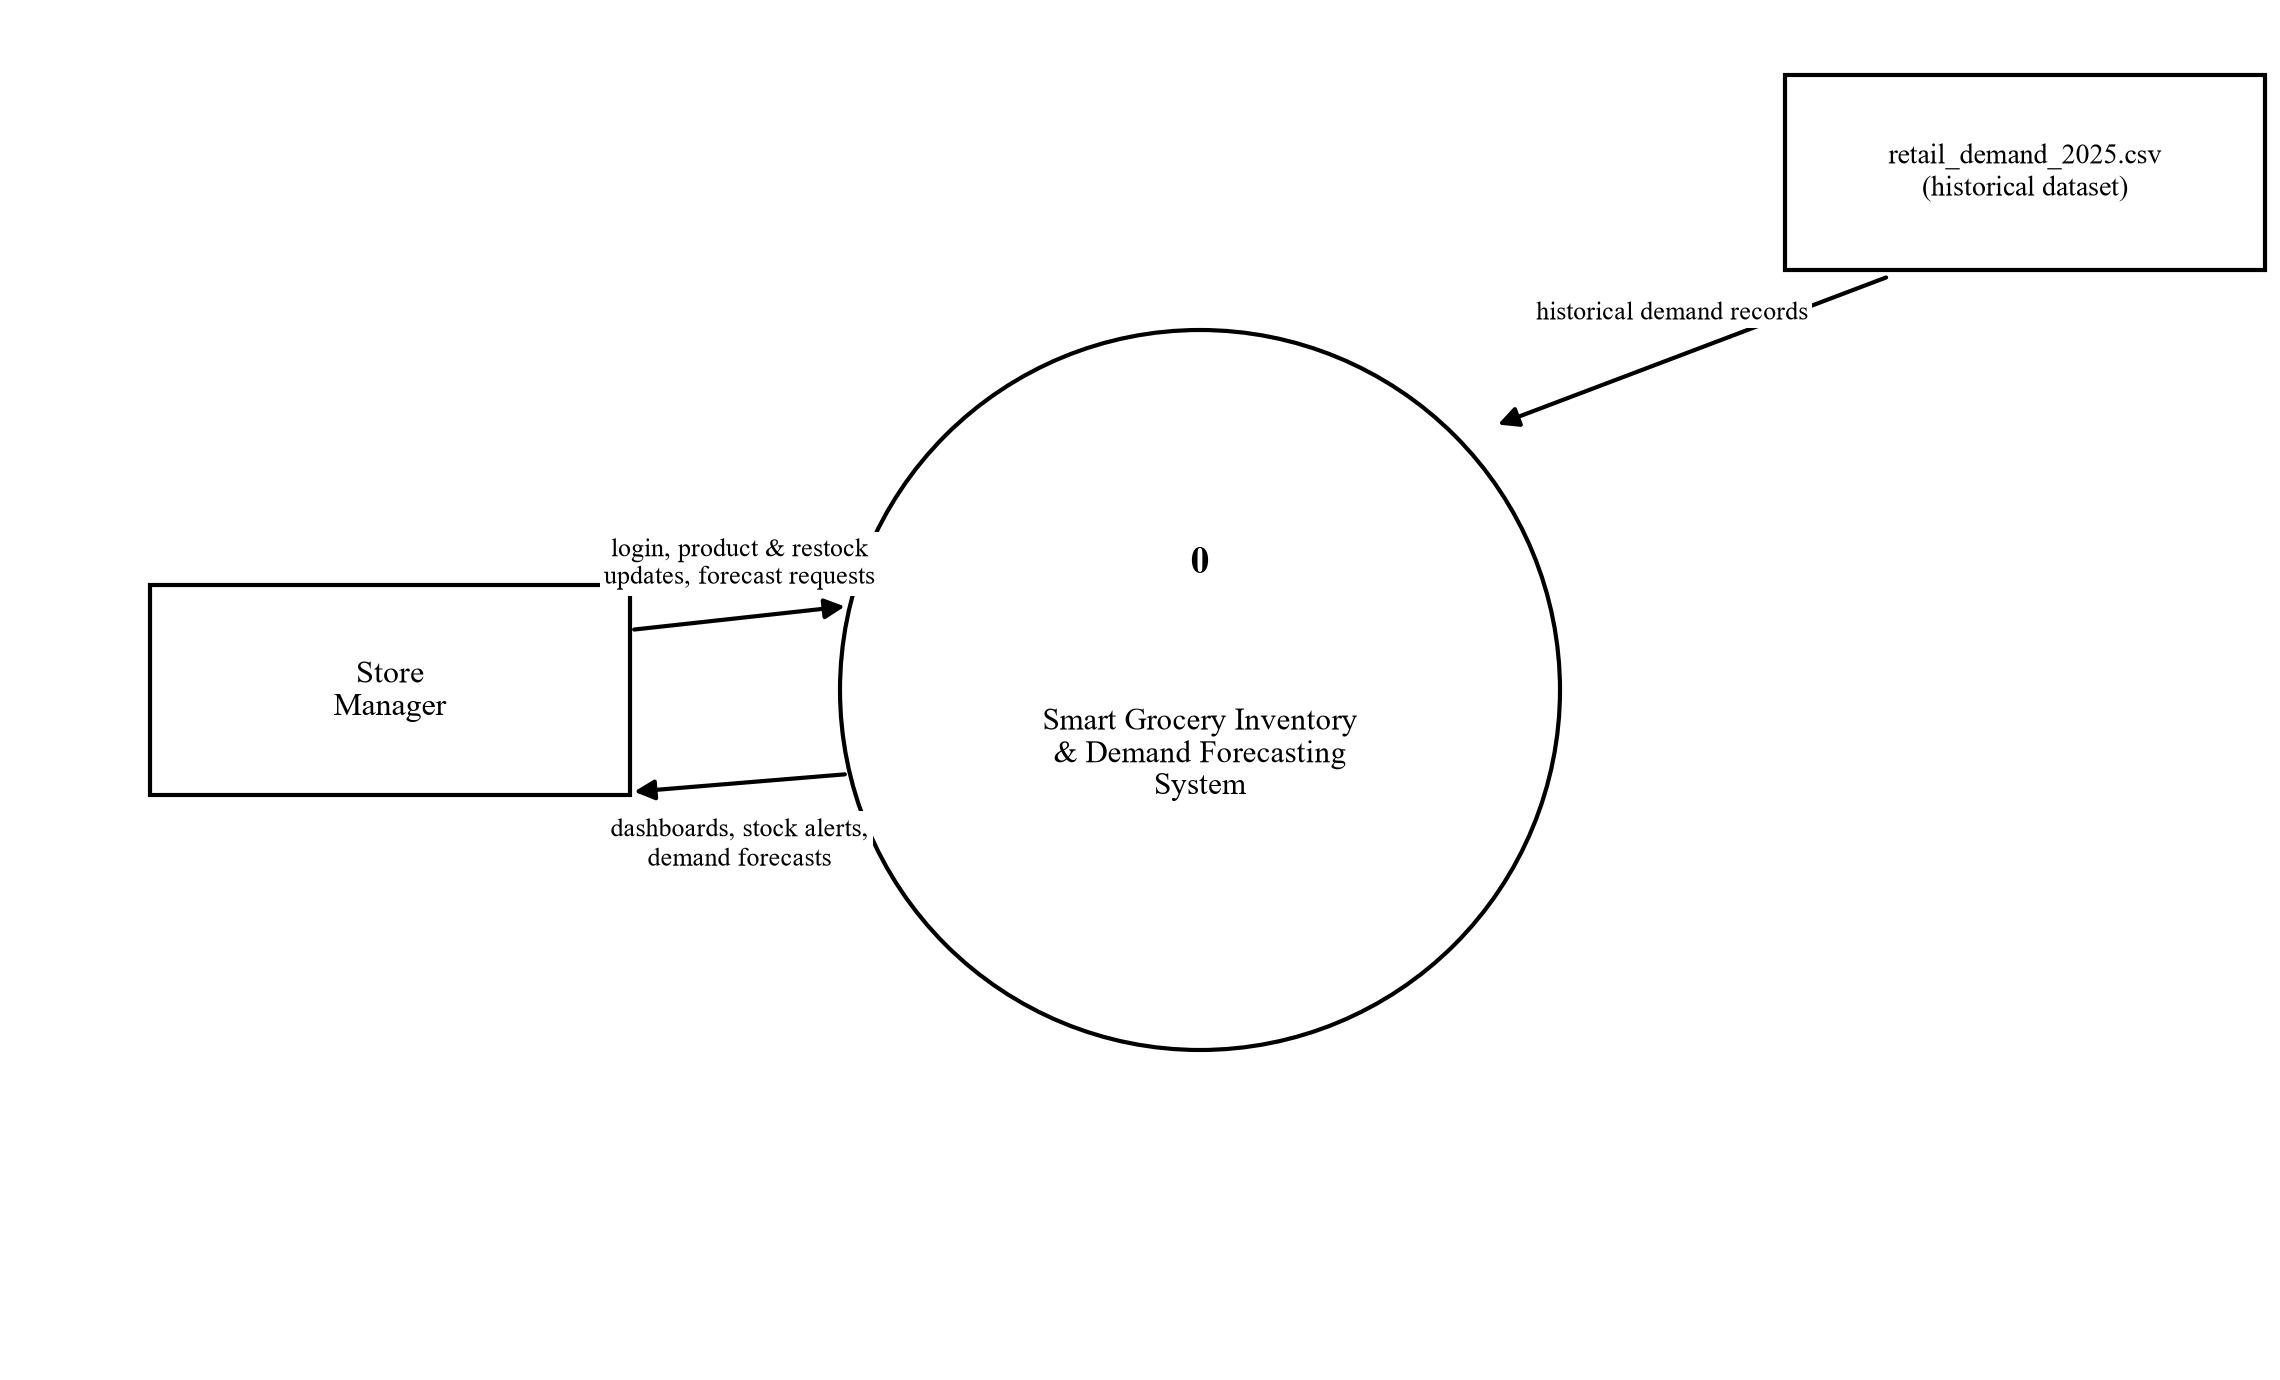 retail_demand_2025.csv
(historical dataset)
historical demand records
login, product & restock
updates, forecast requests
0
Store
Manager
Smart Grocery Inventory
& Demand Forecasting
System
dashboards, stock alerts,
demand forecasts